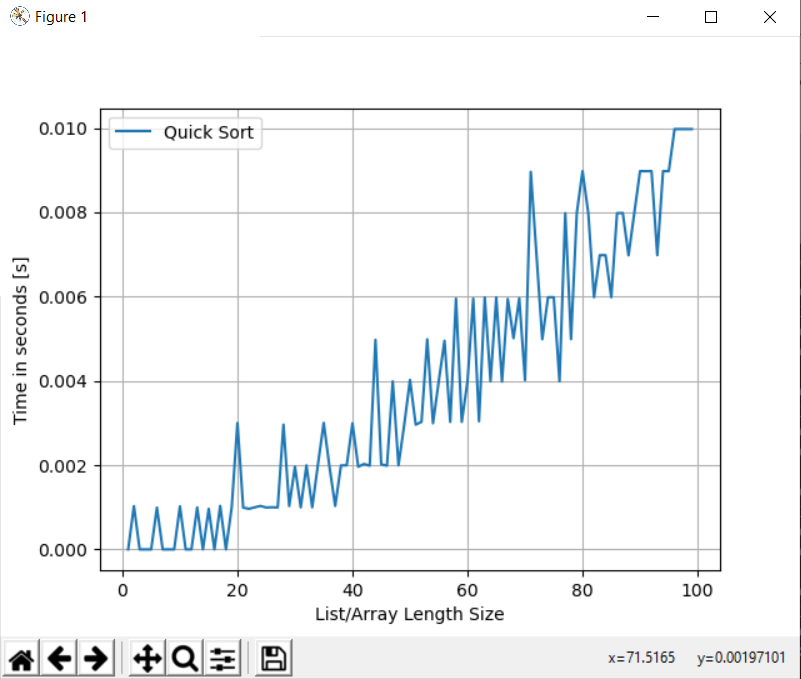 Figure 1
Quick Sort
0.010
0.008
0.006
0.004
0.002
0.000
Time in seconds [s]
0 20 40 60 80 100
List/Array Length Size
x=71.5165 y=0.00197101